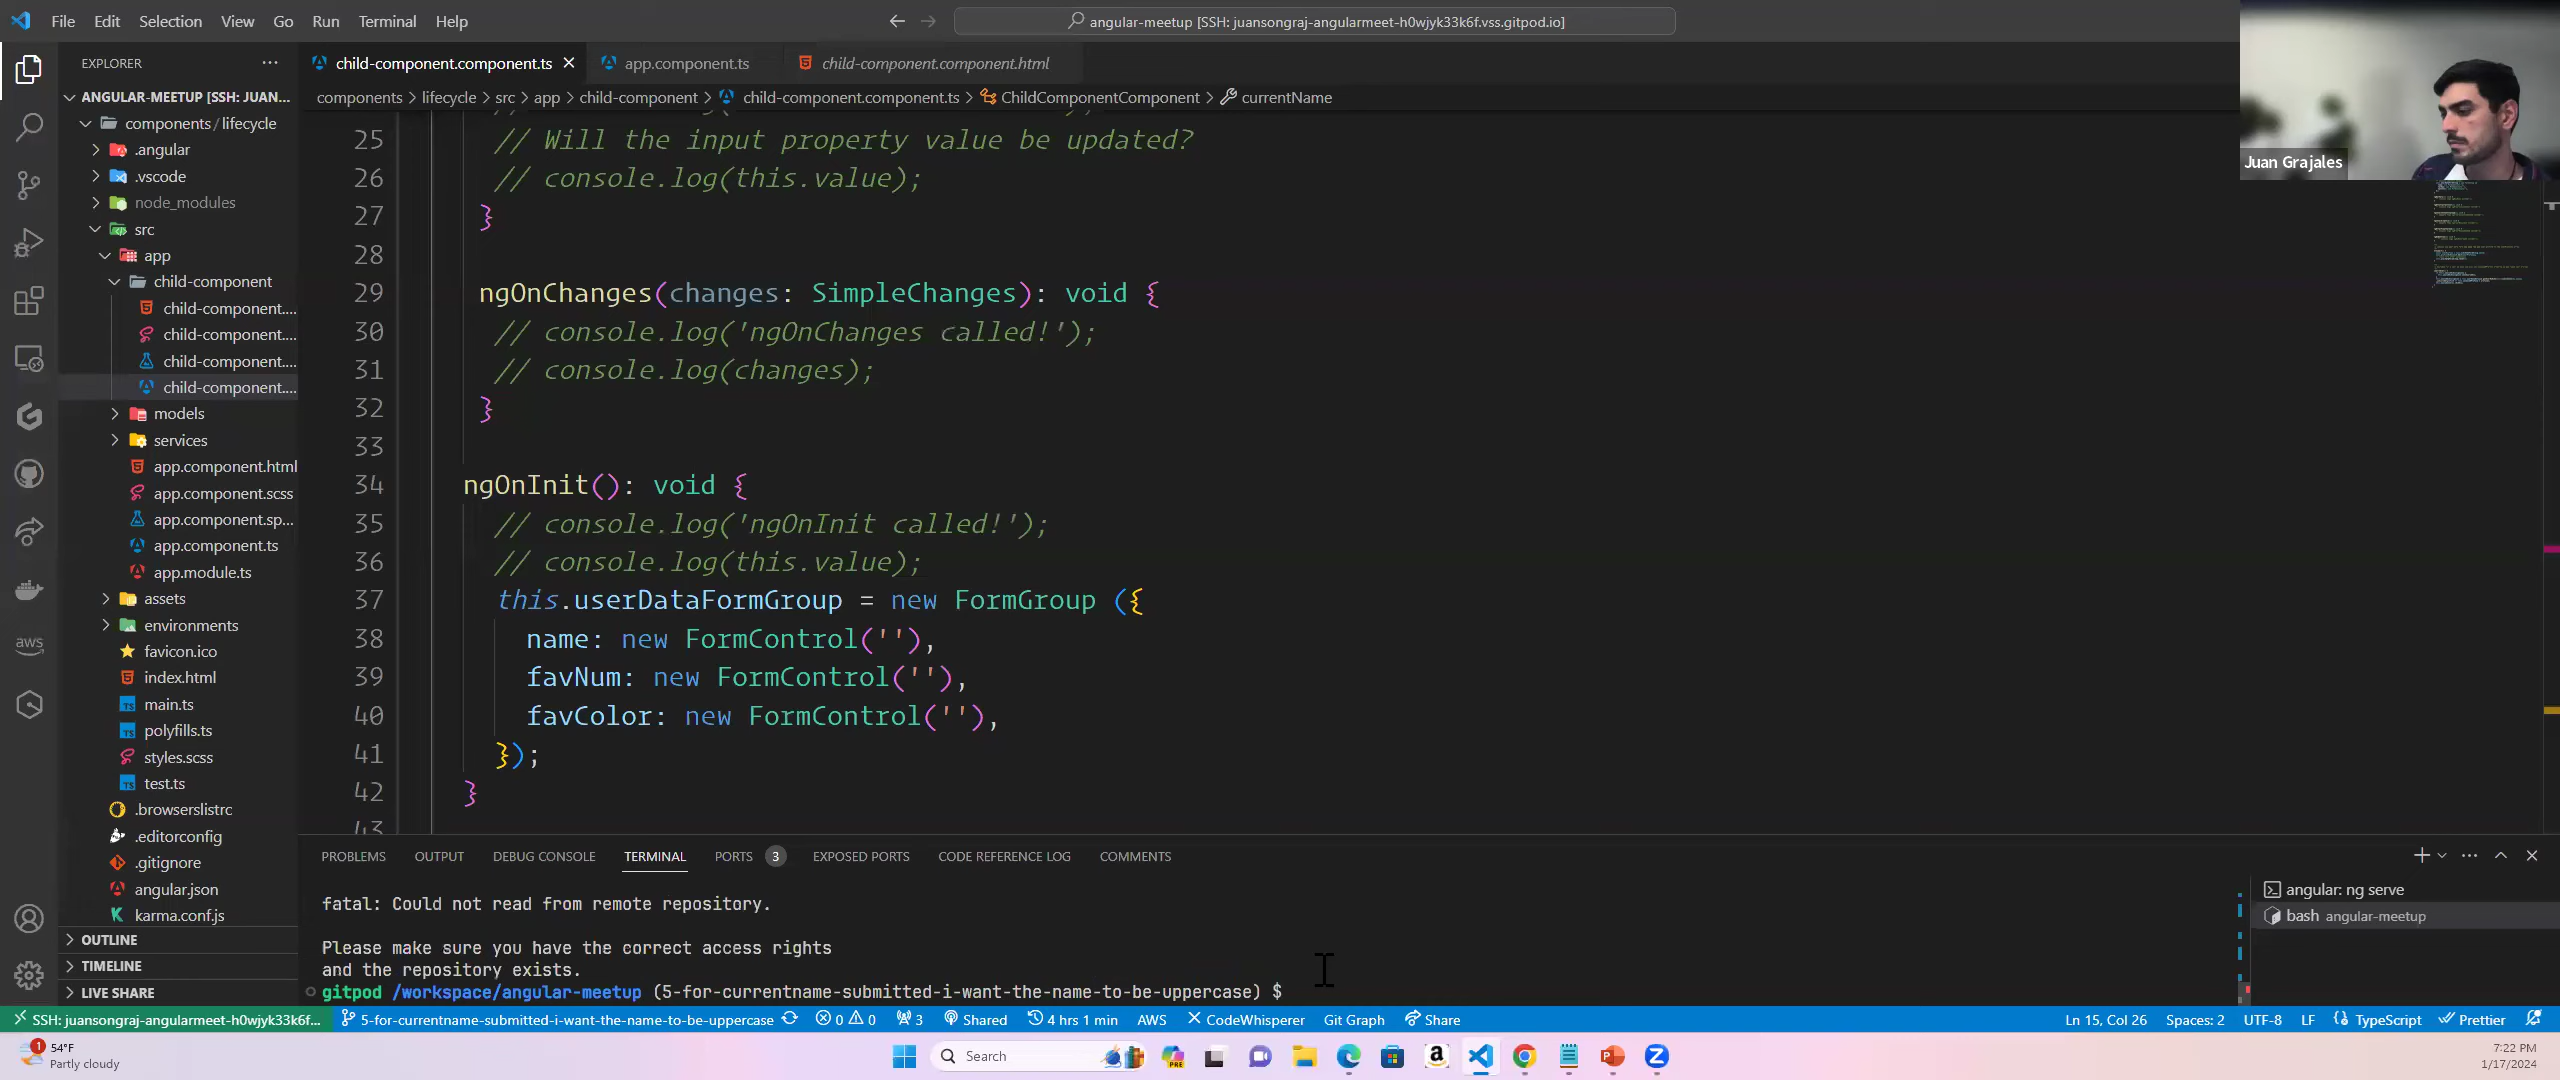 File Edit Selection View Go Run Terminal Help
angular-meetup [SSH: juansongraj-angularmeet-h0wjyk33k6f.vss.gitpod.io]
EXPLORER ...
ANGULAR-MEETUP [SSH: JUAN...
components/lifecycle
.angular
.vscode
node_modules
src
app
child-component
child-component....
child-component....
child-component....
child-component....
models
services
app.component.html
app.component.scss
app.component.sp...
app.component.ts
app.module.ts
assets
environments
favicon.ico
index.html
main.ts
polyfills.ts
styles.scss
test.ts
.browserslistrc
.editorconfig
.gitignore
angular.json
karma.conf.js
OUTLINE
TIMELINE
LIVE SHARE
aws
child-component.component.ts app.component.ts child-component.component.html
components > lifecycle > src > app > child-component > child-component.component.ts > ChildComponentComponent > currentName
25 // Will the input property value be updated?
26 // console.log(this.value);
27 }
28
29 ngOnChanges(changes: SimpleChanges): void {
30 // console.log('ngOnChanges called!');
31 // console.log(changes);
32 }
33
34 ngOnInit(): void {
35 // console.log('ngOnInit called!');
36 // console.log(this.value);
37 this.userDataFormGroup = new FormGroup ({
38 name: new FormControl(''),
39 favNum: new FormControl(''),
40 favColor: new FormControl(''),
41 });
42 }
43
Juan Grajales
PROBLEMS OUTPUT DEBUG CONSOLE TERMINAL PORTS 3 EXPOSED PORTS CODE REFERENCE LOG COMMENTS
fatal: Could not read from remote repository.
Please make sure you have the correct access rights
and the repository exists.
gitpod /workspace/angular-meetup (5-for-currentname-submitted-i-want-the-name-to-be-uppercase) $
angular: ng serve
bash angular-meetup
SSH: juansongraj-angularmeet-h0wjyk33k6f... 5-for-currentname-submitted-i-want-the-name-to-be-uppercase 0 0 3 Shared 4 hrs 1 min AWS CodeWhisperer Git Graph Share Ln 15, Col 26 Spaces: 2 UTF-8 LF TypeScript Prettier
1 54°F
Partly cloudy
Search
PRE
7:22 PM
1/17/2024